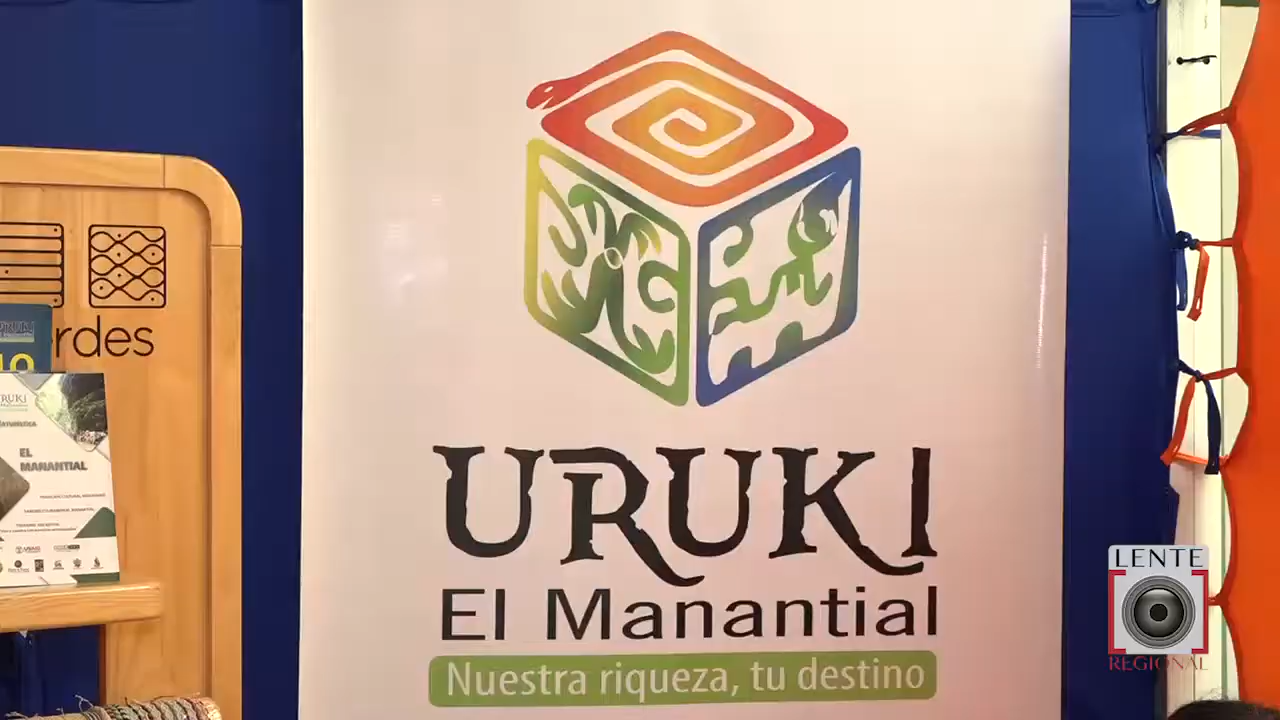 URUKI
El Manantial
Nuestra riqueza, tu destino
rdes
URUKI
EL
MANANTIAL
LENTE
REGIONAL